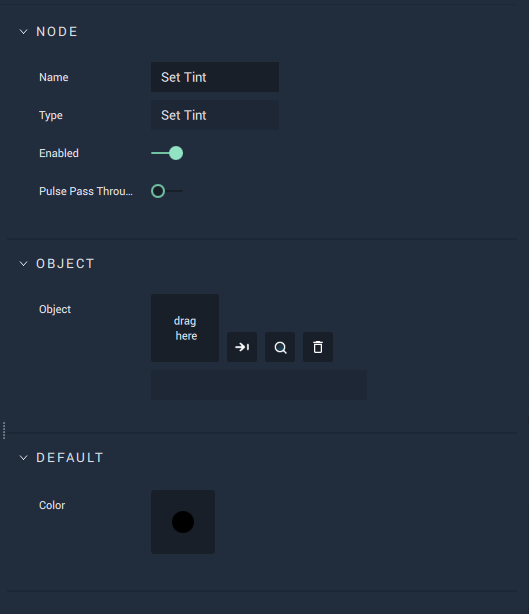 NODE
Name
Set Tint
Type
Set Tint
Enabled
Pulse Pass Throu...
OBJECT
Object
drag
here
DEFAULT
Color